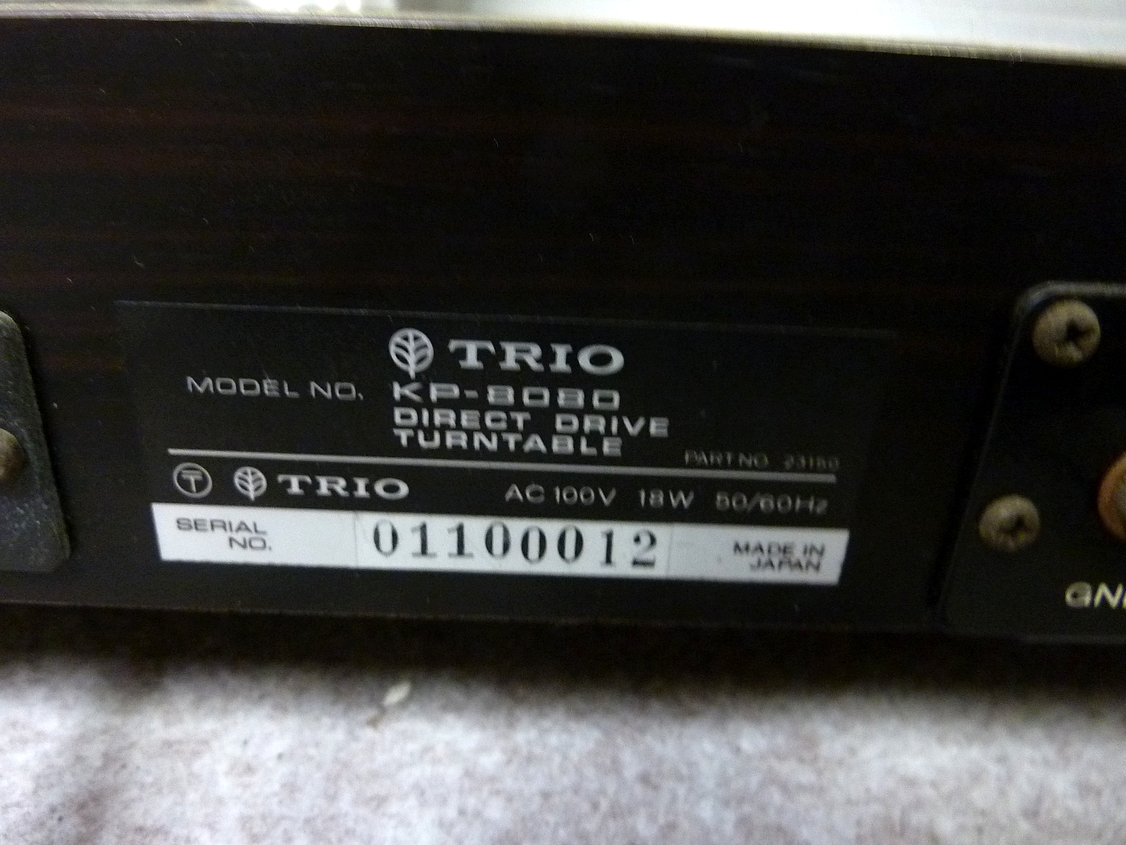 TRIO
MODEL NO. KP-8080
DIRECT DRIVE
TURNTABLE
PART NO. 23150
T TRIO AC 100V 18W 50/60Hz
SERIAL NO. 01100012 MADE IN JAPAN